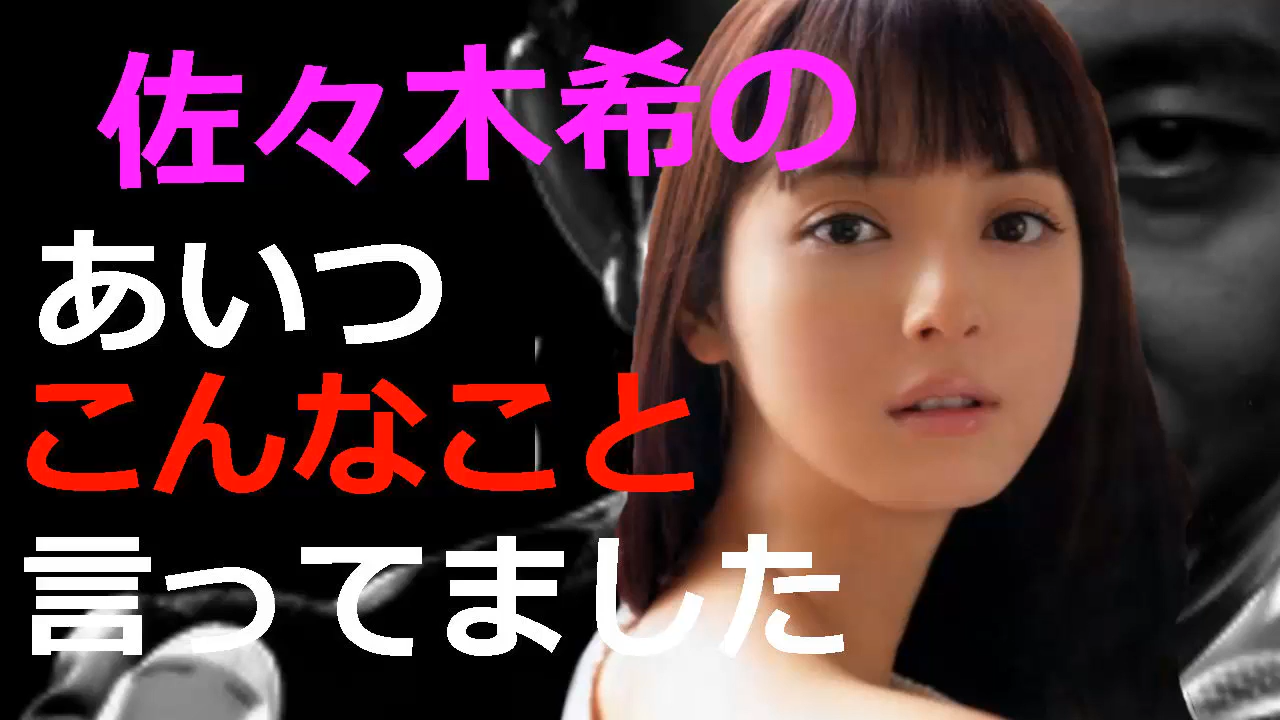 佐々木希の
あいつ
こんなこと
言ってました